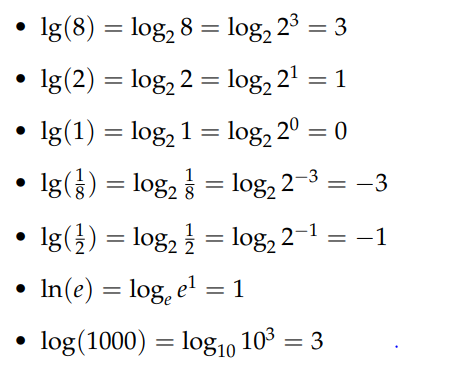 • lg(8) = log₂ 8 = log₂ 2³ = 3
• lg(2) = log₂ 2 = log₂ 2¹ = 1
• lg(1) = log₂ 1 = log₂ 2⁰ = 0
• lg(1/8) = log₂ 1/8 = log₂ 2⁻³ = −3
• lg(1/2) = log₂ 1/2 = log₂ 2⁻¹ = −1
• ln(e) = logₑ e¹ = 1
• log(1000) = log₁₀ 10³ = 3 .